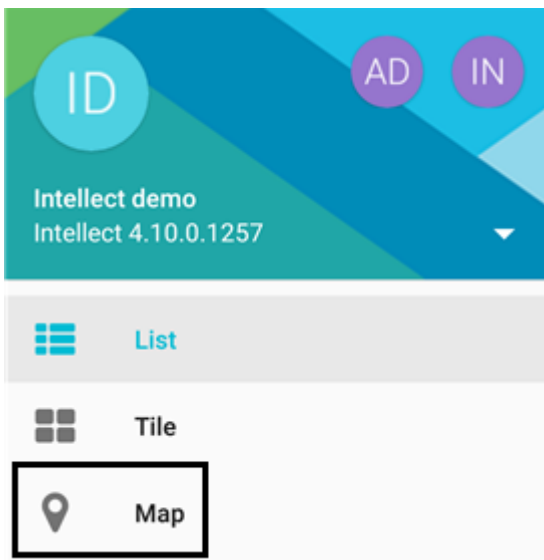 ID
AD
IN
Intellect demo
Intellect 4.10.0.1257
List
Tile
Map